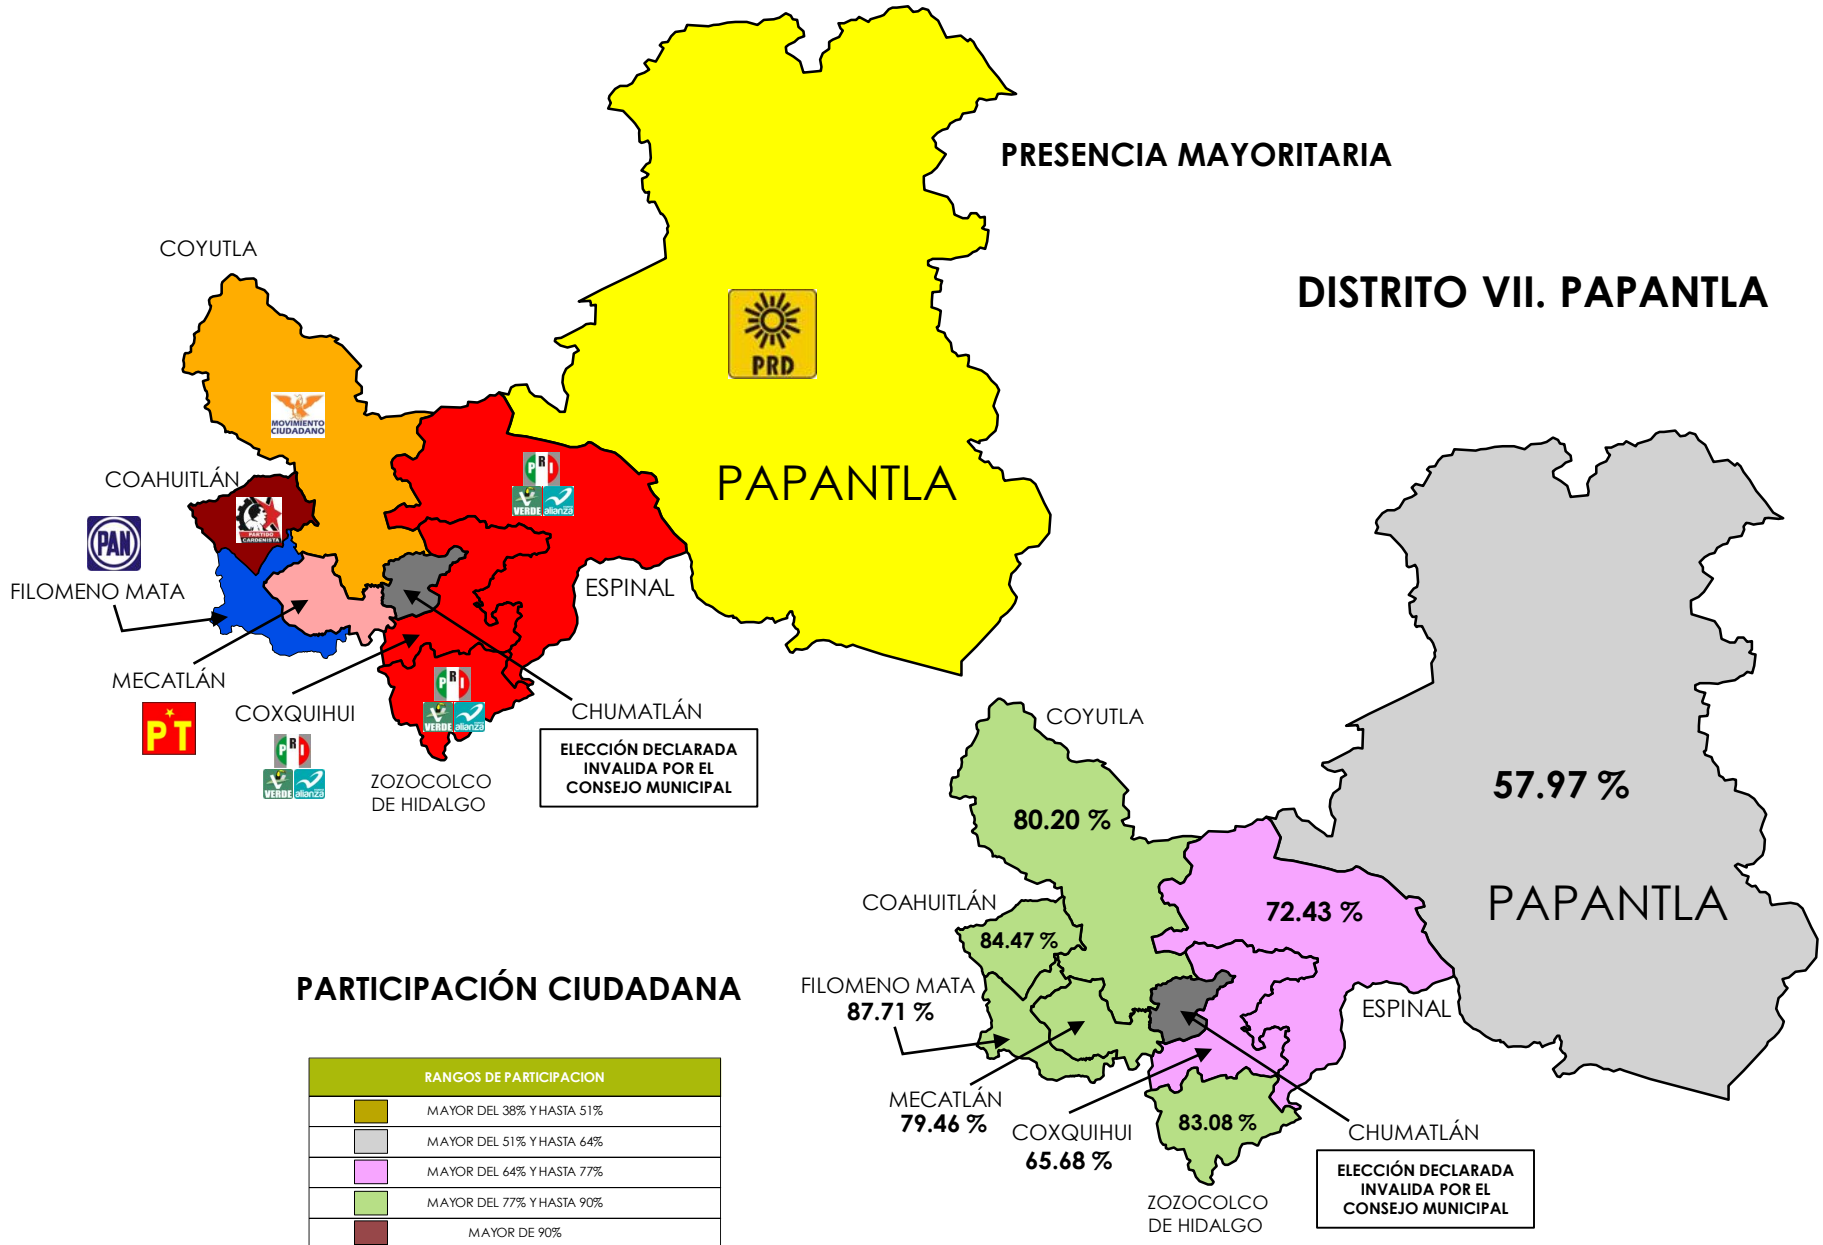 PRESENCIA MAYORITARIA
DISTRITO VII. PAPANTLA
COYUTLA
MOVIMIENTO
CIUDADANO
PRD
PAPANTLA
COAHUITLÁN
PARTIDO
CARDENISTA
PRI
VERDE alianza
PAN
FILOMENO MATA
ESPINAL
MECATLÁN
PT
COXQUIHUI
PRI
VERDE alianza
PRI
VERDE alianza
ZOZOCOLCO
DE HIDALGO
CHUMATLÁN
ELECCIÓN DECLARADA
INVALIDA POR EL
CONSEJO MUNICIPAL
COYUTLA
80.20 %
57.97 %
PAPANTLA
COAHUITLÁN
84.47 %
72.43 %
FILOMENO MATA
87.71 %
ESPINAL
MECATLÁN
79.46 %
COXQUIHUI
65.68 %
83.08 %
ZOZOCOLCO
DE HIDALGO
CHUMATLÁN
ELECCIÓN DECLARADA
INVALIDA POR EL
CONSEJO MUNICIPAL
PARTICIPACIÓN CIUDADANA
RANGOS DE PARTICIPACION
MAYOR DEL 38% Y HASTA 51%
MAYOR DEL 51% Y HASTA 64%
MAYOR DEL 64% Y HASTA 77%
MAYOR DEL 77% Y HASTA 90%
MAYOR DE 90%